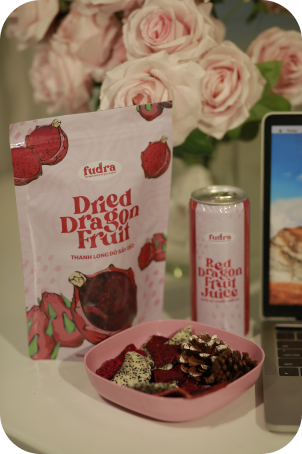 fudra
Dried
Dragon
Fruit
THANH LONG ĐỎ SẤY DẺO
fudra
Red
Dragon
Fruit
Juice